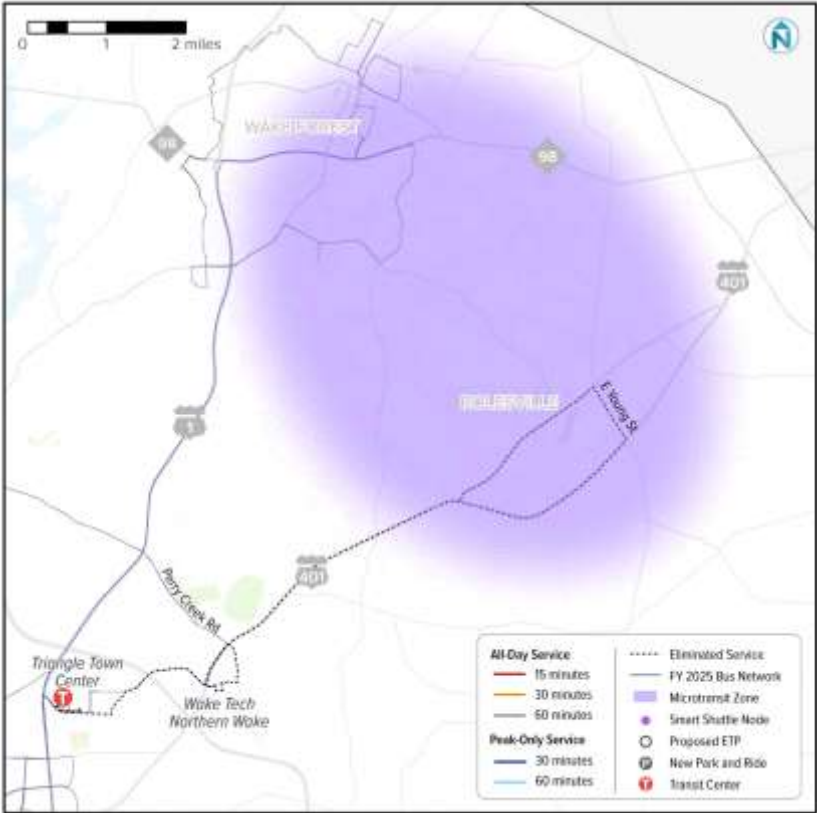 0 1 2 miles
N
WAKE FOREST
98
98
401
ROLESVILLE
E Young St
1
401
Perry Creek Rd
Triangle Town
Center
T
Wake Tech
Northern Wake
All-Day Service
15 minutes
30 minutes
60 minutes
Peak-Only Service
30 minutes
60 minutes
Eliminated Service
FY 2025 Bus Network
Microtransit Zone
Smart Shuttle Node
Proposed ETP
P New Park and Ride
T Transit Center